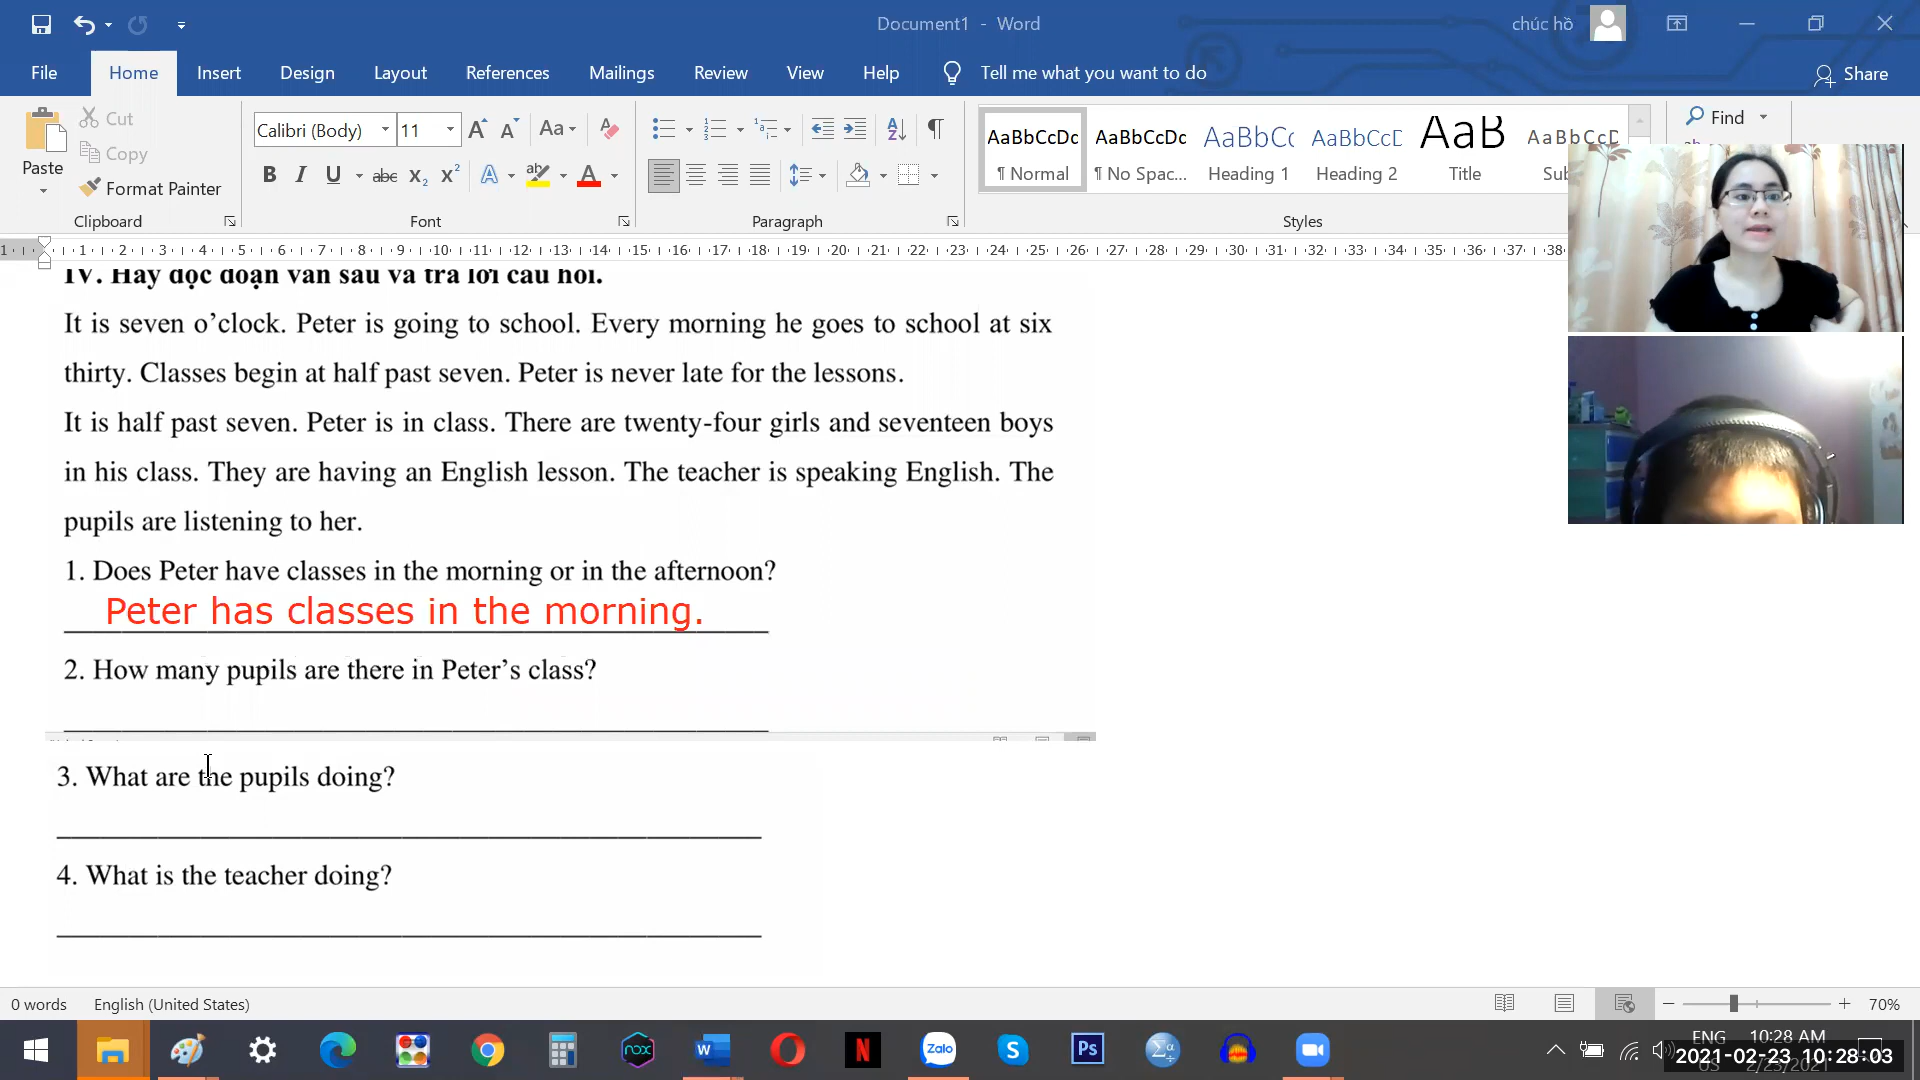 Document1 - Word
chúc hồ
File Home Insert Design Layout References Mailings Review View Help Tell me what you want to do Share
Paste
Cut
Copy
Format Painter
Clipboard
Calibri (Body) 11
Font
Paragraph
AaBbCcDc AaBbCcDc AaBbC AaBbCcD AaB AaBbCcD
¶ Normal ¶ No Spac... Heading 1 Heading 2 Title Sub
Styles
Find
IV. Hãy đọc đoạn văn sau và trả lời câu hỏi.
It is seven o’clock. Peter is going to school. Every morning he goes to school at six
thirty. Classes begin at half past seven. Peter is never late for the lessons.
It is half past seven. Peter is in class. There are twenty-four girls and seventeen boys
in his class. They are having an English lesson. The teacher is speaking English. The
pupils are listening to her.
1. Does Peter have classes in the morning or in the afternoon?
Peter has classes in the morning.
2. How many pupils are there in Peter’s class?
3. What are the pupils doing?
4. What is the teacher doing?
0 words English (United States)
70%
nox
Zalo
Ps
ENG 10:28 AM
2021-02-23 10:28:03